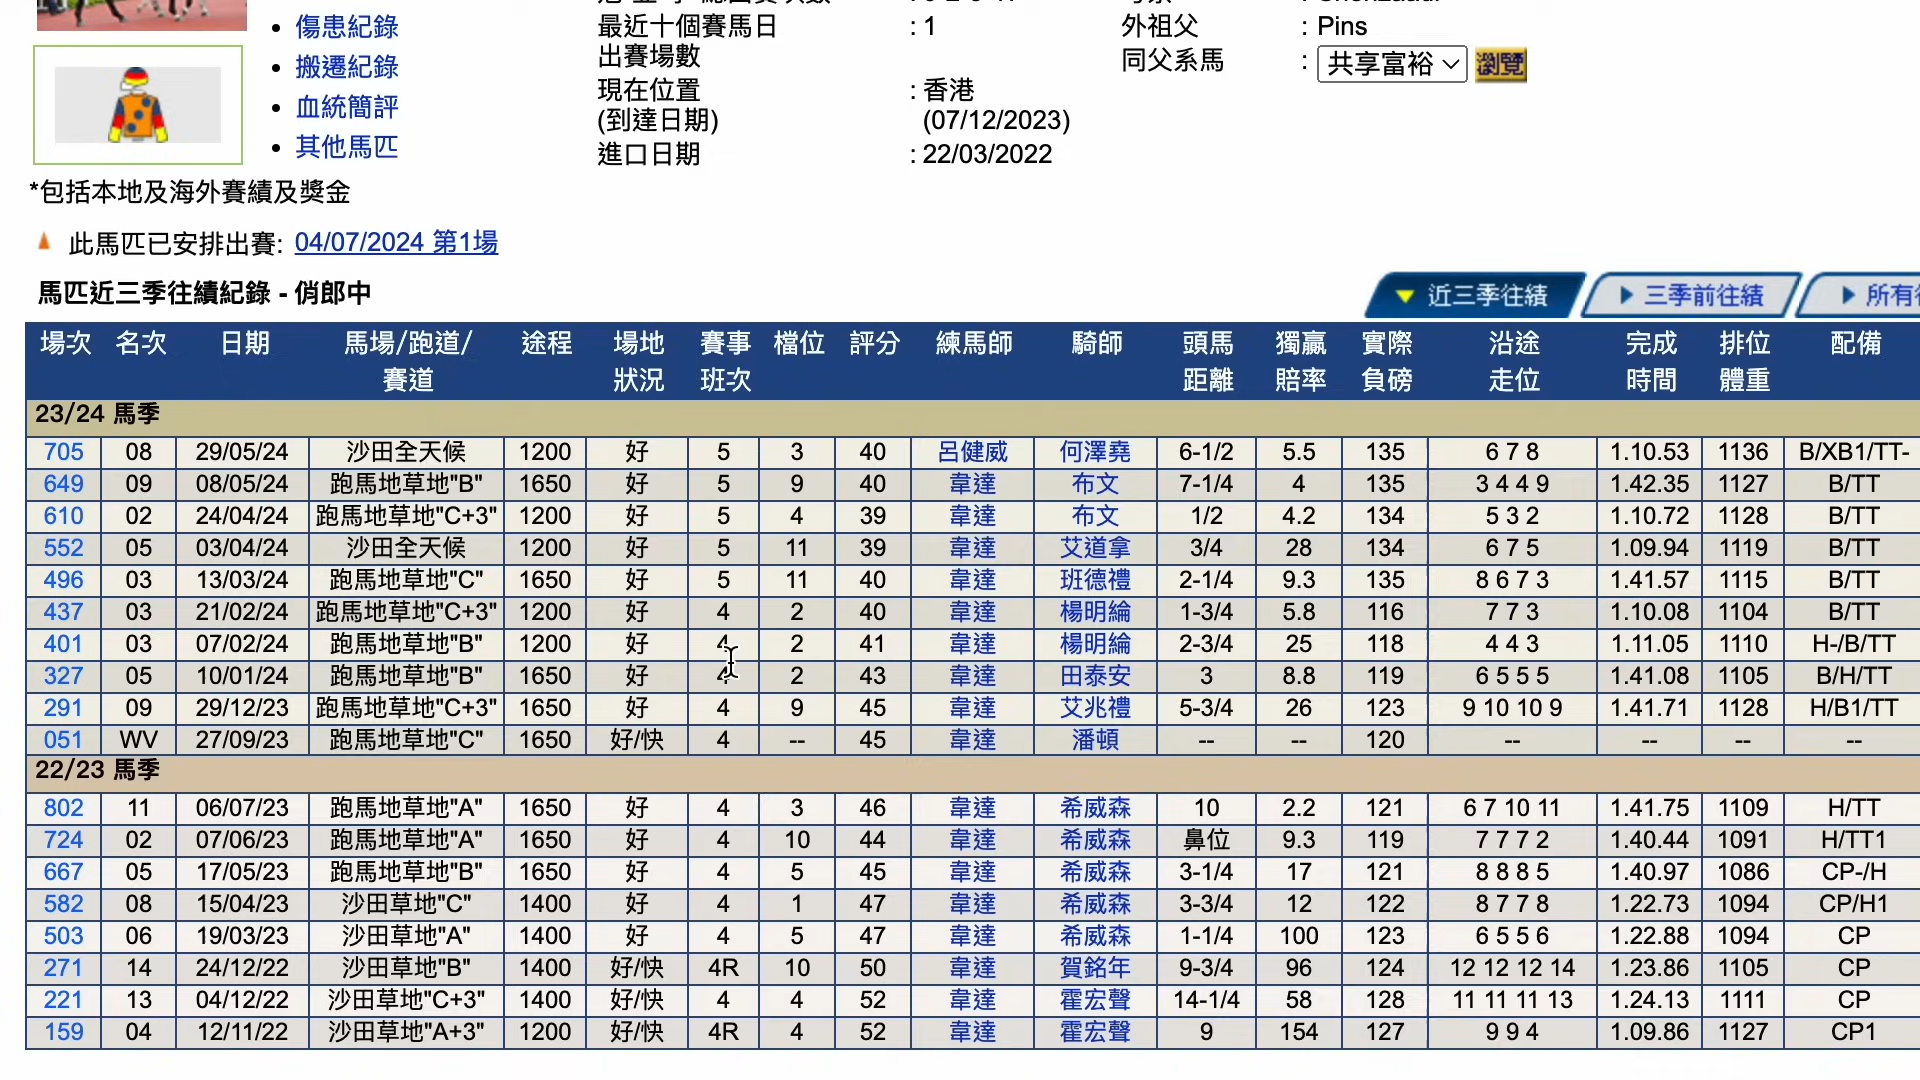 傷患紀錄
搬遷紀錄
血統簡評
其他馬匹
最近十個賽馬日
出賽場數 : 1
現在位置 : 香港
(到達日期) (07/12/2023)
進口日期 : 22/03/2022
外祖父 : Pins
同父系馬 : 共享富裕 瀏覽
*包括本地及海外賽績及獎金
此馬匹已安排出賽: 04/07/2024 第1場
馬匹近三季往績紀錄 - 俏郎中
近三季往績 三季前往績 所有
場次 名次 日期 馬場/跑道/賽道 途程 場地狀況 賽事班次 檔位 評分 練馬師 騎師 頭馬距離 獨贏賠率 實際負磅 沿途走位 完成時間 排位體重 配備
23/24 馬季
705 08 29/05/24 沙田全天候 1200 好 5 3 40 呂健威 何澤堯 6-1/2 5.5 135 6 7 8 1.10.53 1136 B/XB1/TT-
649 09 08/05/24 跑馬地草地"B" 1650 好 5 9 40 韋達 布文 7-1/4 4 135 3 4 4 9 1.42.35 1127 B/TT
610 02 24/04/24 跑馬地草地"C+3" 1200 好 5 4 39 韋達 布文 1/2 4.2 134 5 3 2 1.10.72 1128 B/TT
552 05 03/04/24 沙田全天候 1200 好 5 11 39 韋達 艾道拿 3/4 28 134 6 7 5 1.09.94 1119 B/TT
496 03 13/03/24 跑馬地草地"C" 1650 好 5 11 40 韋達 班德禮 2-1/4 9.3 135 8 6 7 3 1.41.57 1115 B/TT
437 03 21/02/24 跑馬地草地"C+3" 1200 好 4 2 40 韋達 楊明綸 1-3/4 5.8 116 7 7 3 1.10.08 1104 B/TT
401 03 07/02/24 跑馬地草地"B" 1200 好 4 2 41 韋達 楊明綸 2-3/4 25 118 4 4 3 1.11.05 1110 H-/B/TT
327 05 10/01/24 跑馬地草地"B" 1650 好 4 2 43 韋達 田泰安 3 8.8 119 6 5 5 5 1.41.08 1105 B/H/TT
291 09 29/12/23 跑馬地草地"C+3" 1650 好 4 9 45 韋達 艾兆禮 5-3/4 26 123 9 10 10 9 1.41.71 1128 H/B1/TT
051 WV 27/09/23 跑馬地草地"C" 1650 好/快 4 -- 45 韋達 潘頓 -- -- 120 -- -- -- --
22/23 馬季
802 11 06/07/23 跑馬地草地"A" 1650 好 4 3 46 韋達 希威森 10 2.2 121 6 7 10 11 1.41.75 1109 H/TT
724 02 07/06/23 跑馬地草地"A" 1650 好 4 10 44 韋達 希威森 鼻位 9.3 119 7 7 7 2 1.40.44 1091 H/TT1
667 05 17/05/23 跑馬地草地"B" 1650 好 4 5 45 韋達 希威森 3-1/4 17 121 8 8 8 5 1.40.97 1086 CP-/H
582 08 15/04/23 沙田草地"C" 1400 好 4 1 47 韋達 希威森 3-3/4 12 122 8 7 7 8 1.22.73 1094 CP/H1
503 06 19/03/23 沙田草地"A" 1400 好 4 5 47 韋達 希威森 1-1/4 100 123 6 5 5 6 1.22.88 1094 CP
271 14 24/12/22 沙田草地"B" 1400 好/快 4R 10 50 韋達 賀銘年 9-3/4 96 124 12 12 12 14 1.23.86 1105 CP
221 13 04/12/22 沙田草地"C+3" 1400 好/快 4 4 52 韋達 霍宏聲 14-1/4 58 128 11 11 11 13 1.24.13 1111 CP
159 04 12/11/22 沙田草地"A+3" 1200 好/快 4R 4 52 韋達 霍宏聲 9 154 127 9 9 4 1.09.86 1127 CP1